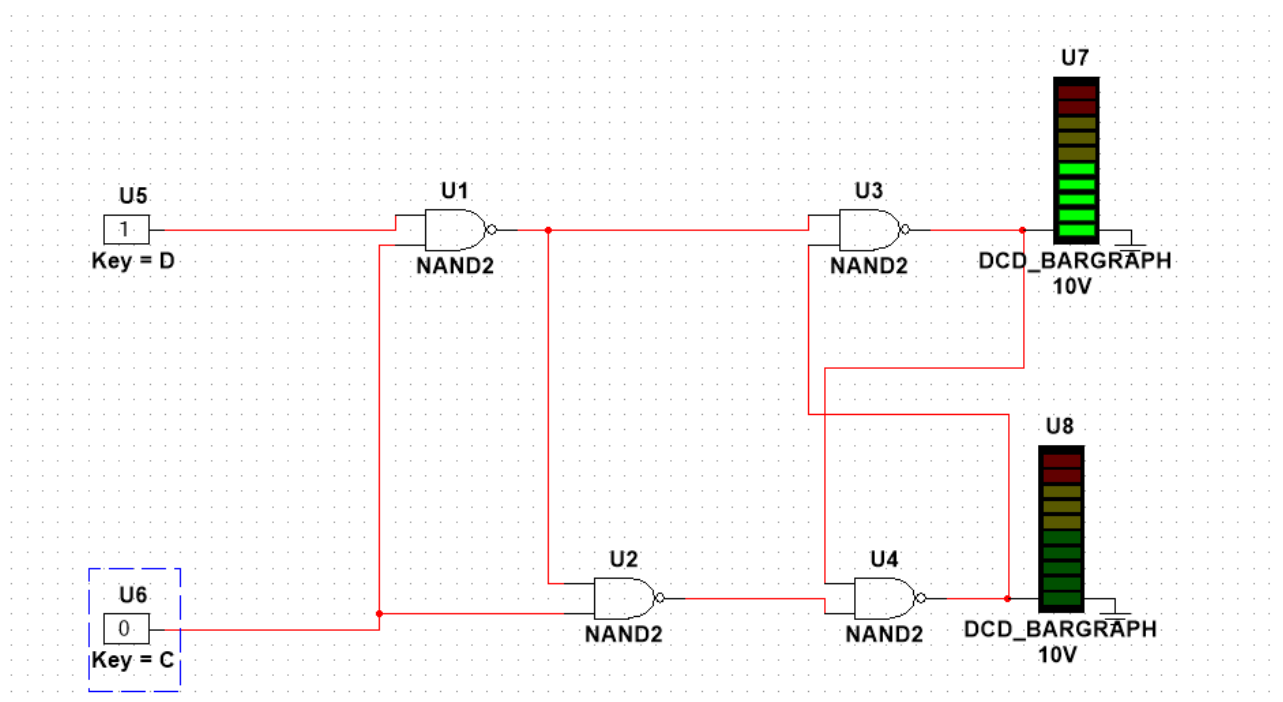 U7
U5
1
Key = D
U1
NAND2
U3
NAND2
DCD_BARGRAPH
10V
U8
U6
0
Key = C
U2
NAND2
U4
NAND2
DCD_BARGRAPH
10V